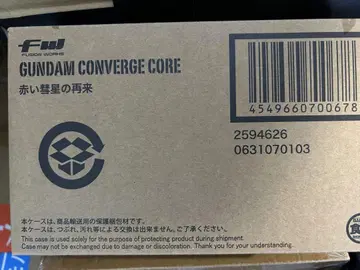 FW
FUSION WORKS
GUNDAM CONVERGE CORE
赤い彗星の再来
4549660700678
2594626
0631070103
本ケースは、商品輸送用の保護梱包材です。
本ケースは、つぶれ、汚れ等による交換は出来ません。ご了承ください。
This case is used solely for the purpose of protecting product during shipment.
Case may not be exchanged due to damage or discoloration. Thank you for your understanding.